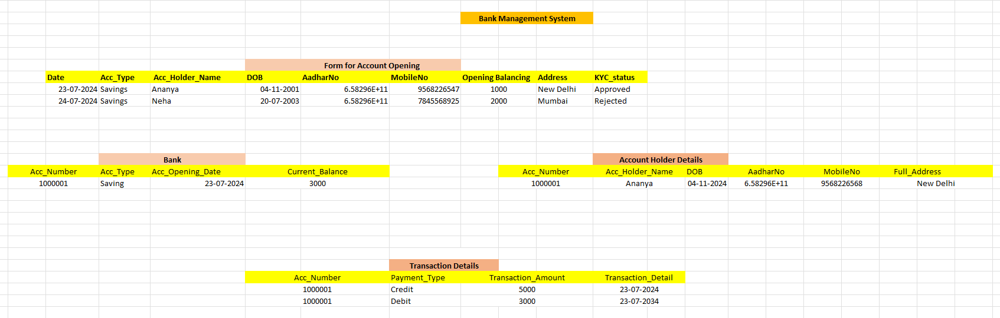 Bank Management System
Form for Account Opening
Date Acc_Type Acc_Holder_Name DOB AadharNo MobileNo Opening Balancing Address KYC_status
23-07-2024 Savings Ananya 04-11-2001 6.58296E+11 9568226547 1000 New Delhi Approved
24-07-2024 Savings Neha 20-07-2003 6.58296E+11 7845568925 2000 Mumbai Rejected
Bank Account Holder Details
Acc_Number Acc_Type Acc_Opening_Date Current_Balance Acc_Number Acc_Holder_Name DOB AadharNo MobileNo Full_Address
1000001 Saving 23-07-2024 3000 1000001 Ananya 04-11-2024 6.58296E+11 9568226568 New Delhi
Transaction Details
Acc_Number Payment_Type Transaction_Amount Transaction_Detail
1000001 Credit 5000 23-07-2024
1000001 Debit 3000 23-07-2034